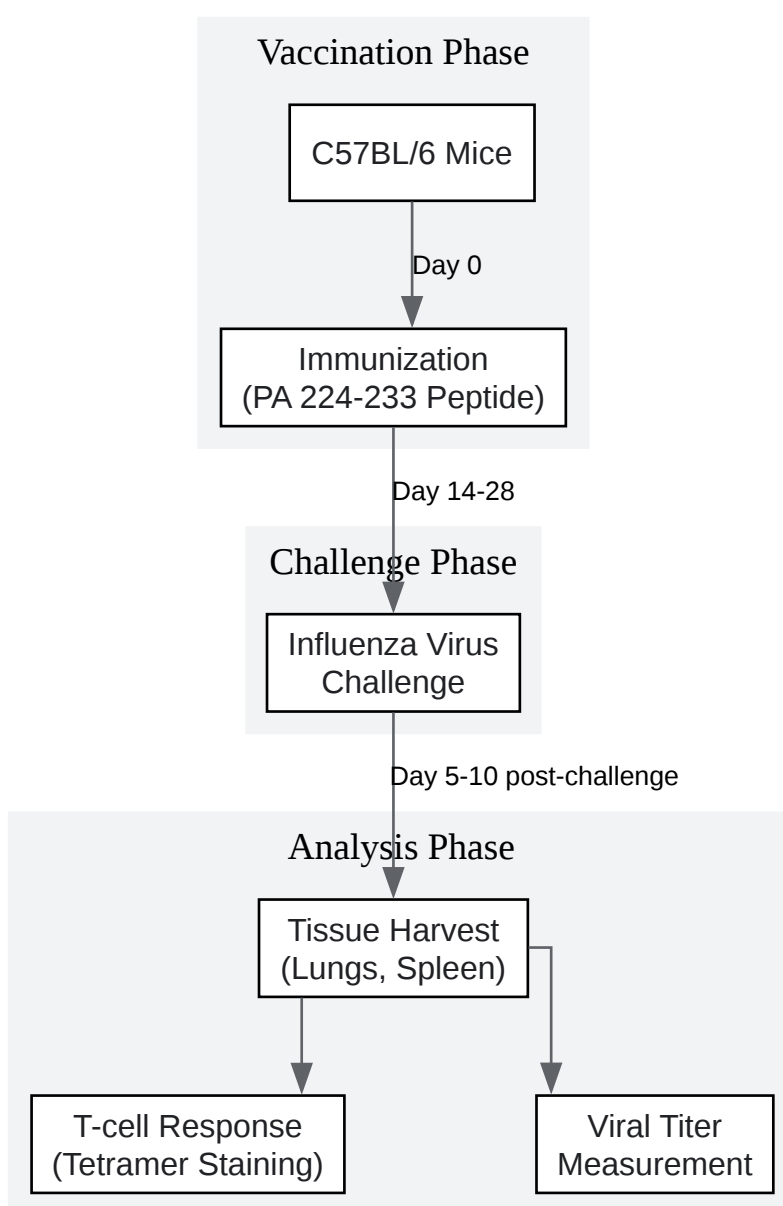 Vaccination Phase
C57BL/6 Mice
Day 0
Immunization
(PA 224-233 Peptide)
Day 14-28
Challenge Phase
Influenza Virus
Challenge
Day 5-10 post-challenge
Analysis Phase
Tissue Harvest
(Lungs, Spleen)
T-cell Response
(Tetramer Staining)
Viral Titer
Measurement